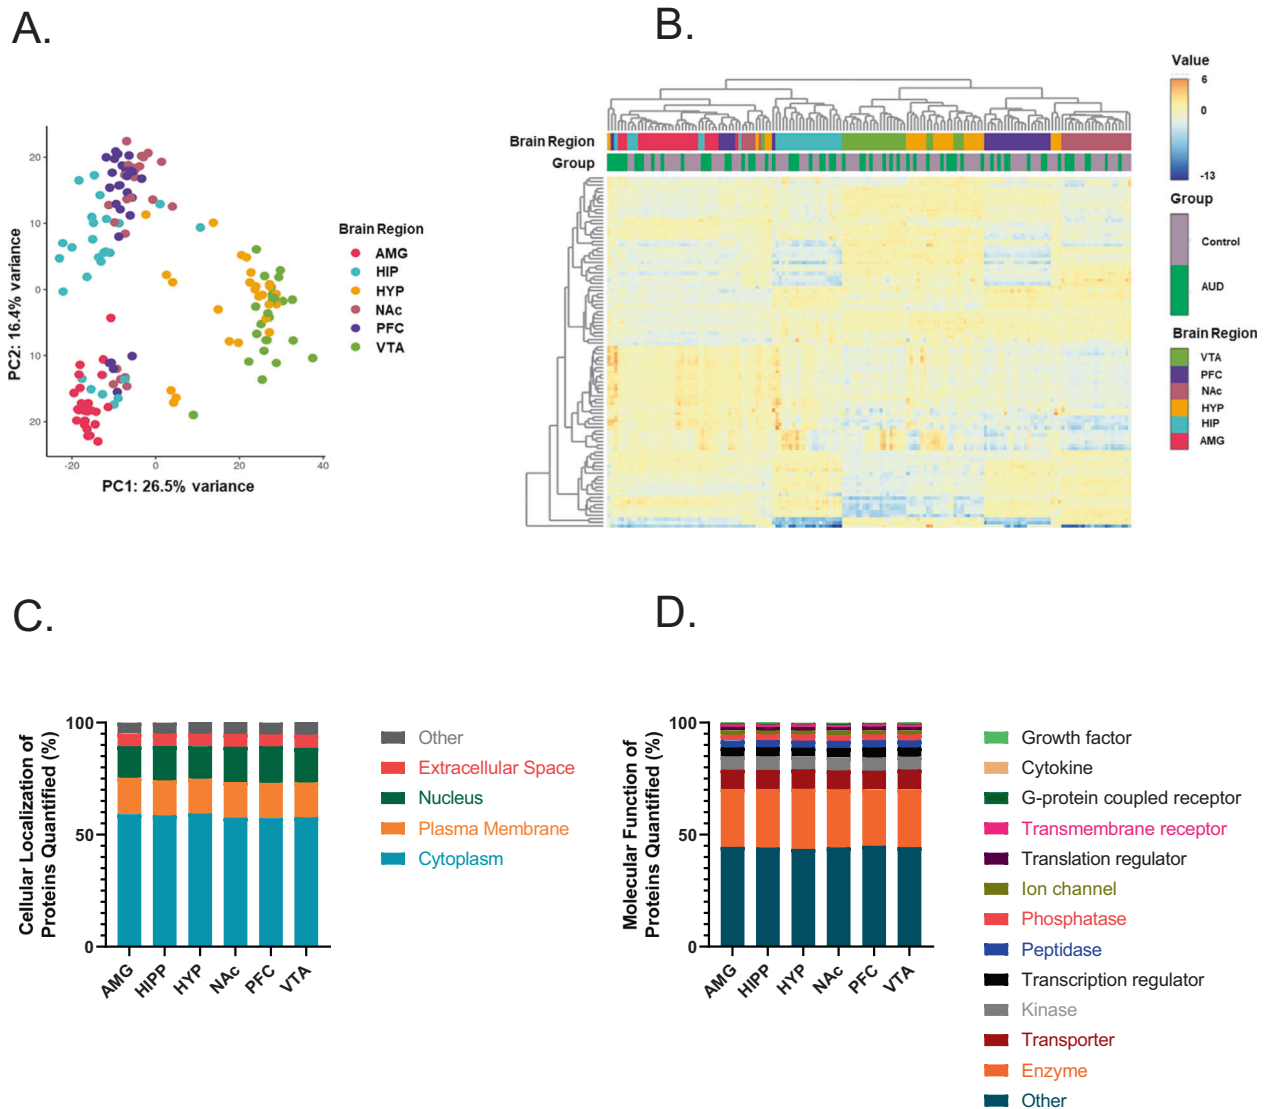 A.
B.
20
10
0
10
20
-20
0
20
40
PC2: 16.4% variance
PC1: 26.5% variance
Brain Region
AMG
HIP
HYP
NAc
PFC
VTA
Brain Region
Group
Value
6
0
-13
Group
Control
AUD
Brain Region
VTA
PFC
NAc
HYP
HIP
AMG
C.
D.
Cellular Localization of
Proteins Quantified (%)
100
50
0
AMG
HIPP
HYP
NAc
PFC
VTA
Other
Extracellular Space
Nucleus
Plasma Membrane
Cytoplasm
Molecular Function of
Proteins Quantified (%)
100
50
0
AMG
HIPP
HYP
NAc
PFC
VTA
Growth factor
Cytokine
G-protein coupled receptor
Transmembrane receptor
Translation regulator
Ion channel
Phosphatase
Peptidase
Transcription regulator
Kinase
Transporter
Enzyme
Other